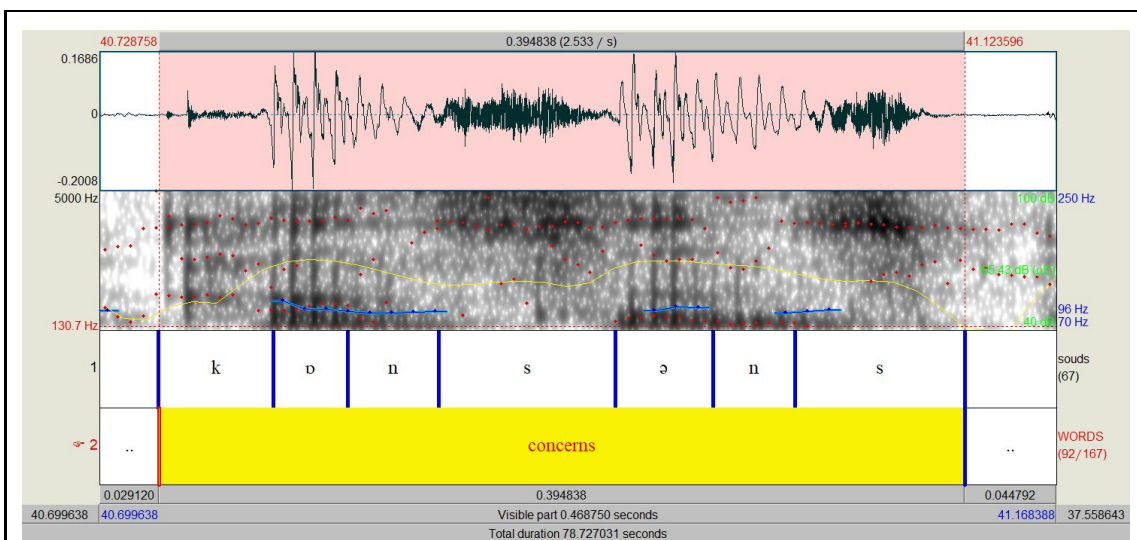 40.728758 0.394838 (2.533 / s) 41.123596
0.1686
0
-0.2008
5000 Hz 100 dB 250 Hz
130.7 Hz 96 Hz
40 dB 70 Hz
1 k ɒ n s ə n s souds
(67)
☞ 2 .. concerns .. WORDS
(92/167)
0.029120 0.394838 0.044792
40.699638 40.699638 Visible part 0.468750 seconds 41.168388 37.558643
Total duration 78.727031 seconds